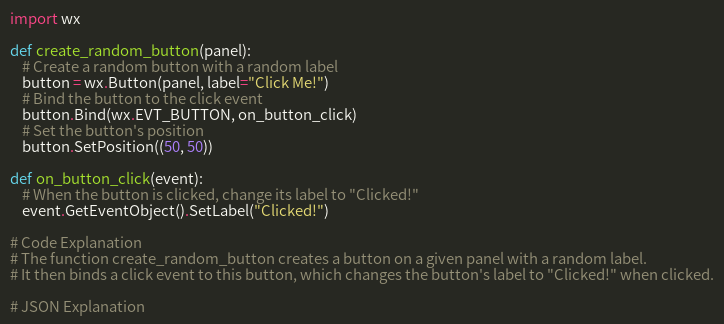 import wx

def create_random_button(panel):
    # Create a random button with a random label
    button = wx.Button(panel, label="Click Me!")
    # Bind the button to the click event
    button.Bind(wx.EVT_BUTTON, on_button_click)
    # Set the button's position
    button.SetPosition((50, 50))

def on_button_click(event):
    # When the button is clicked, change its label to "Clicked!"
    event.GetEventObject().SetLabel("Clicked!")

# Code Explanation
# The function create_random_button creates a button on a given panel with a random label.
# It then binds a click event to this button, which changes the button's label to "Clicked!" when clicked.

# JSON Explanation